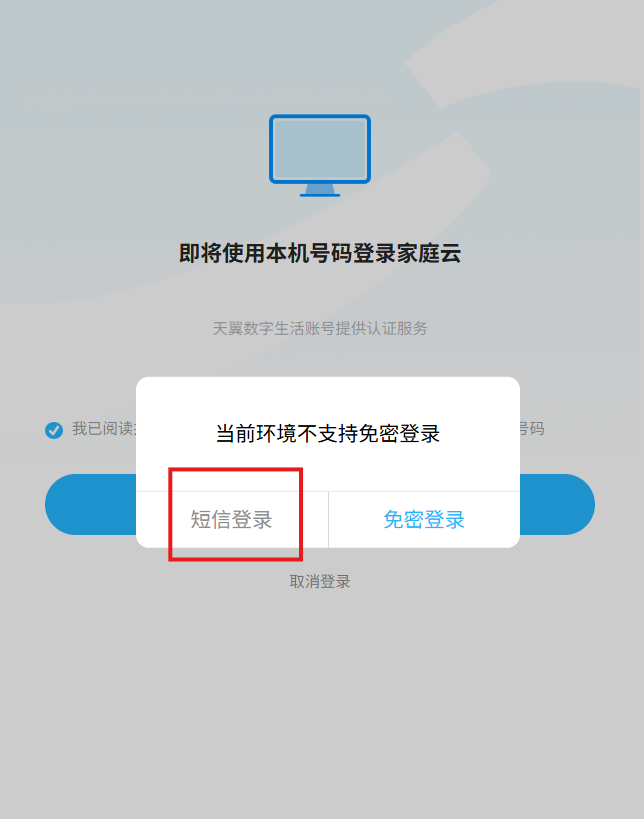 即将使用本机号码登录家庭云
天翼数字生活账号提供认证服务
当前环境不支持免密登录
我已阅读 号码
短信登录 免密登录
取消登录